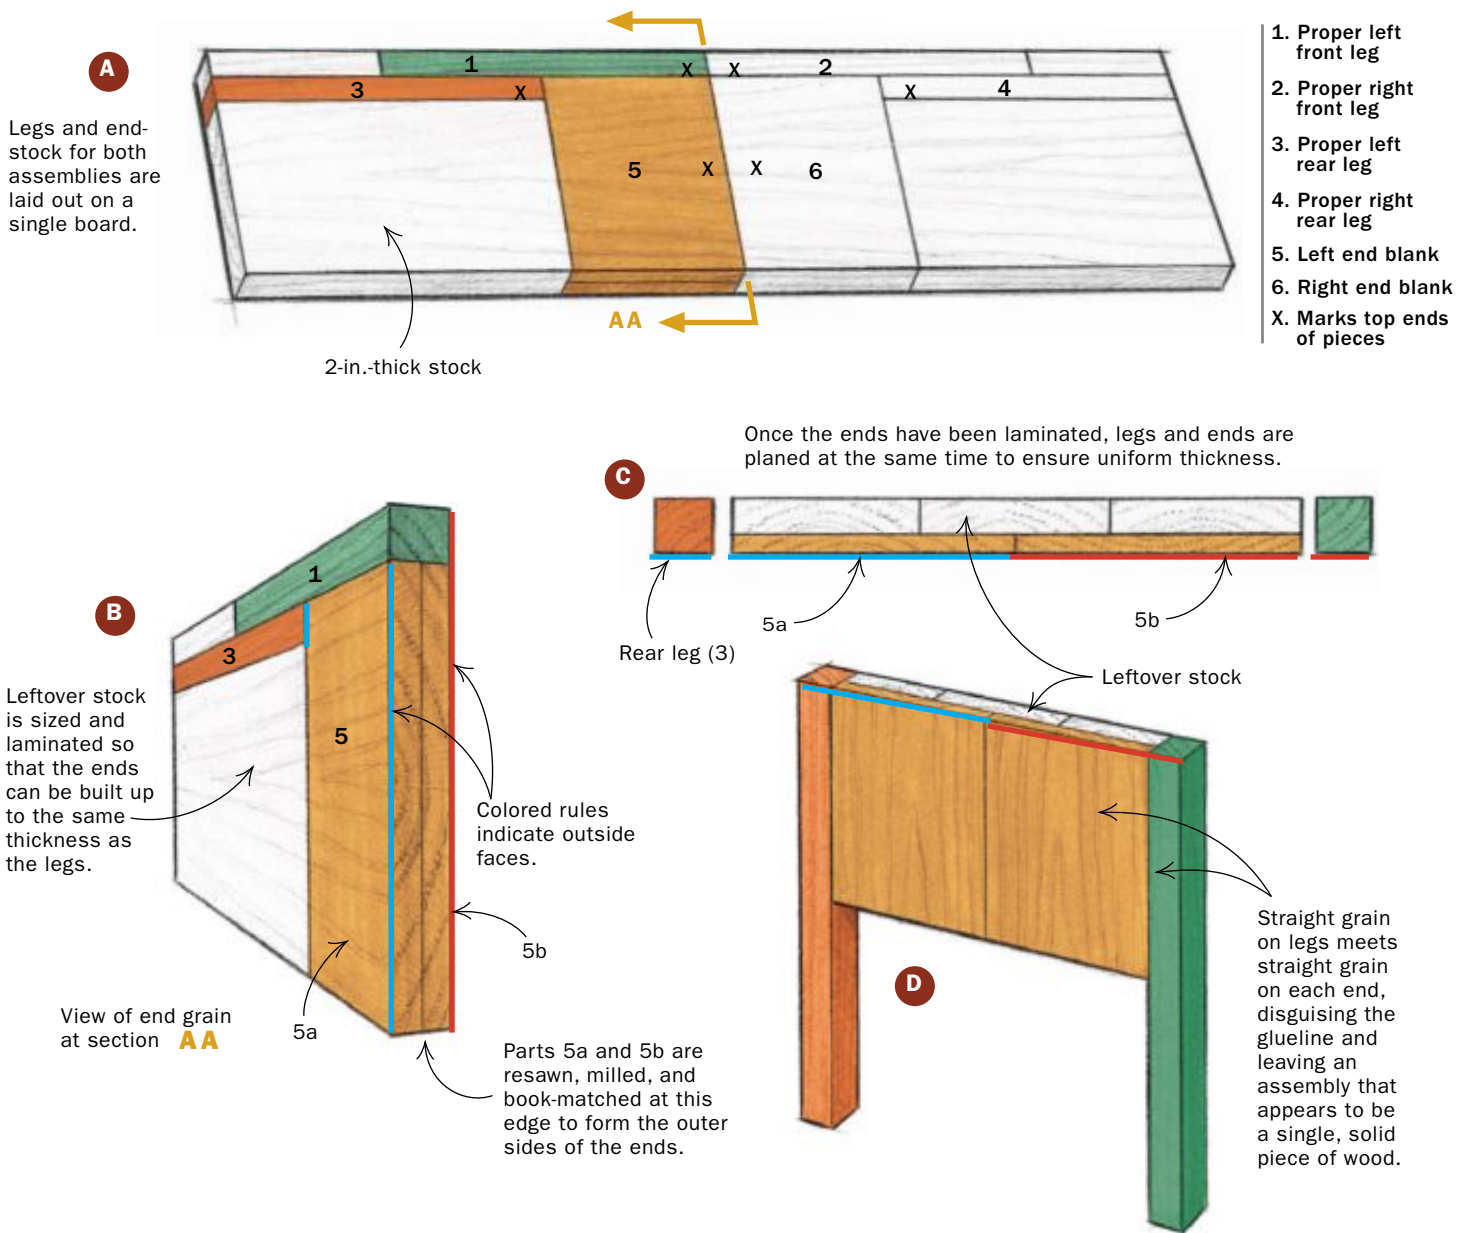 A
Legs and end-
stock for both
assemblies are
laid out on a
single board.
1
X
X
2
3
X
X
4
5
X
X
6
AA
2-in.-thick stock
1. Proper left
front leg
2. Proper right
front leg
3. Proper left
rear leg
4. Proper right
rear leg
5. Left end blank
6. Right end blank
X. Marks top ends
of pieces
B
1
3
5
Leftover stock
is sized and
laminated so
that the ends
can be built up
to the same
thickness as
the legs.
Colored rules
indicate outside
faces.
5b
5a
View of end grain
at section AA
Parts 5a and 5b are
resawn, milled, and
book-matched at this
edge to form the outer
sides of the ends.
C
Once the ends have been laminated, legs and ends are
planed at the same time to ensure uniform thickness.
5a
5b
Rear leg (3)
Leftover stock
D
Straight grain
on legs meets
straight grain
on each end,
disguising the
glueline and
leaving an
assembly that
appears to be
a single, solid
piece of wood.